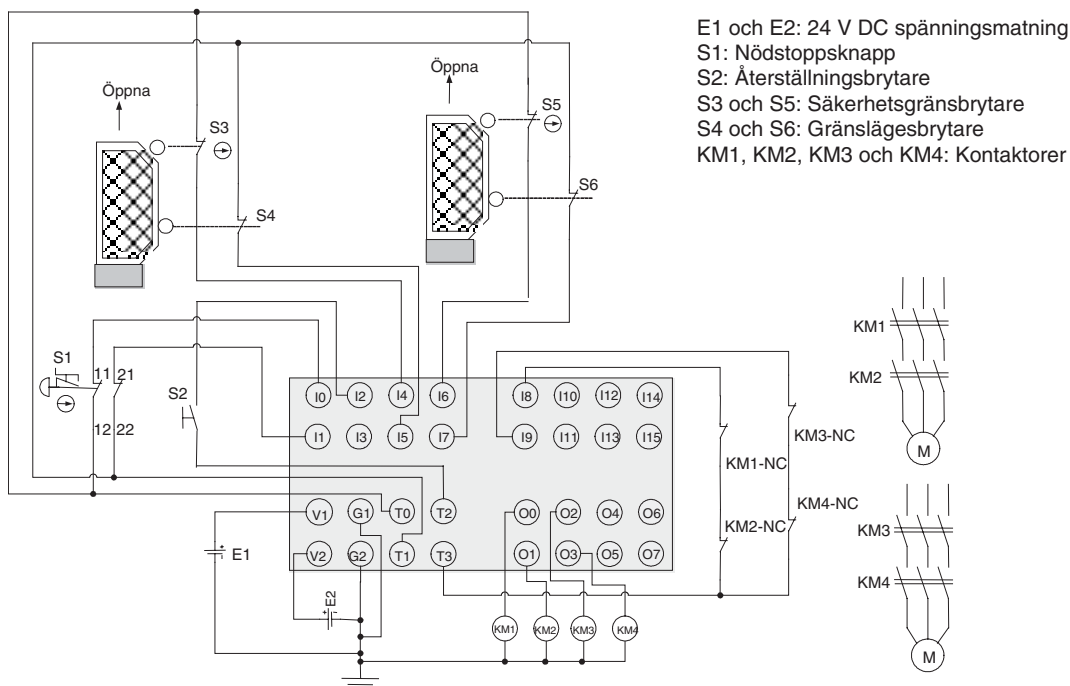 E1 och E2: 24 V DC spänningsmatning
S1: Nödstoppsknapp
S2: Återställningsbrytare
S3 och S5: Säkerhetsgränsbrytare
S4 och S6: Gränslägesbrytare
KM1, KM2, KM3 och KM4: Kontaktorer
Öppna
Öppna
S3
S5
S4
S6
S1
11 21
12 22
S2
KM1
KM2
M
I0 I2 I4 I6 I8 I10 I12 I14
I1 I3 I5 I7 I9 I11 I13 I15
KM3-NC
KM1-NC
KM4-NC
KM2-NC
V1 G1 T0 T2 O0 O2 O4 O6
V2 G2 T1 T3 O1 O3 O5 O7
E1
+
E2
+ -
KM1 KM2 KM3 KM4
KM3
KM4
M